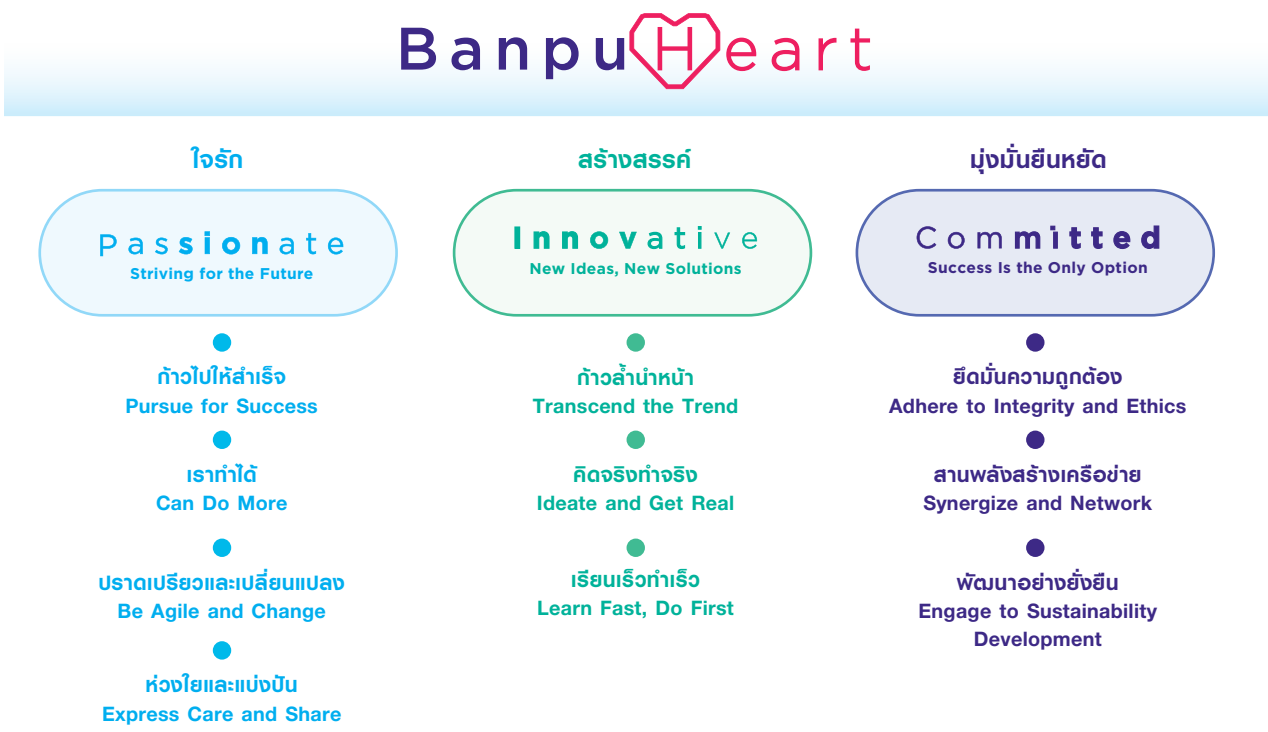 Banpu Heart
ใจรัก
Passionate
Striving for the Future
ก้าวไปให้สำเร็จ
Pursue for Success
เราทำได้
Can Do More
ปราดเปรียวและเปลี่ยนแปลง
Be Agile and Change
ห่วงใยและแบ่งปัน
Express Care and Share
สร้างสรรค์
Innovative
New Ideas, New Solutions
ก้าวล้ำนำหน้า
Transcend the Trend
คิดจริงทำจริง
Ideate and Get Real
เรียนเร็วทำเร็ว
Learn Fast, Do First
มุ่งมั่นยืนหยัด
Committed
Success Is the Only Option
ยึดมั่นความถูกต้อง
Adhere to Integrity and Ethics
สานพลังสร้างเครือข่าย
Synergize and Network
พัฒนาอย่างยั่งยืน
Engage to Sustainability
Development